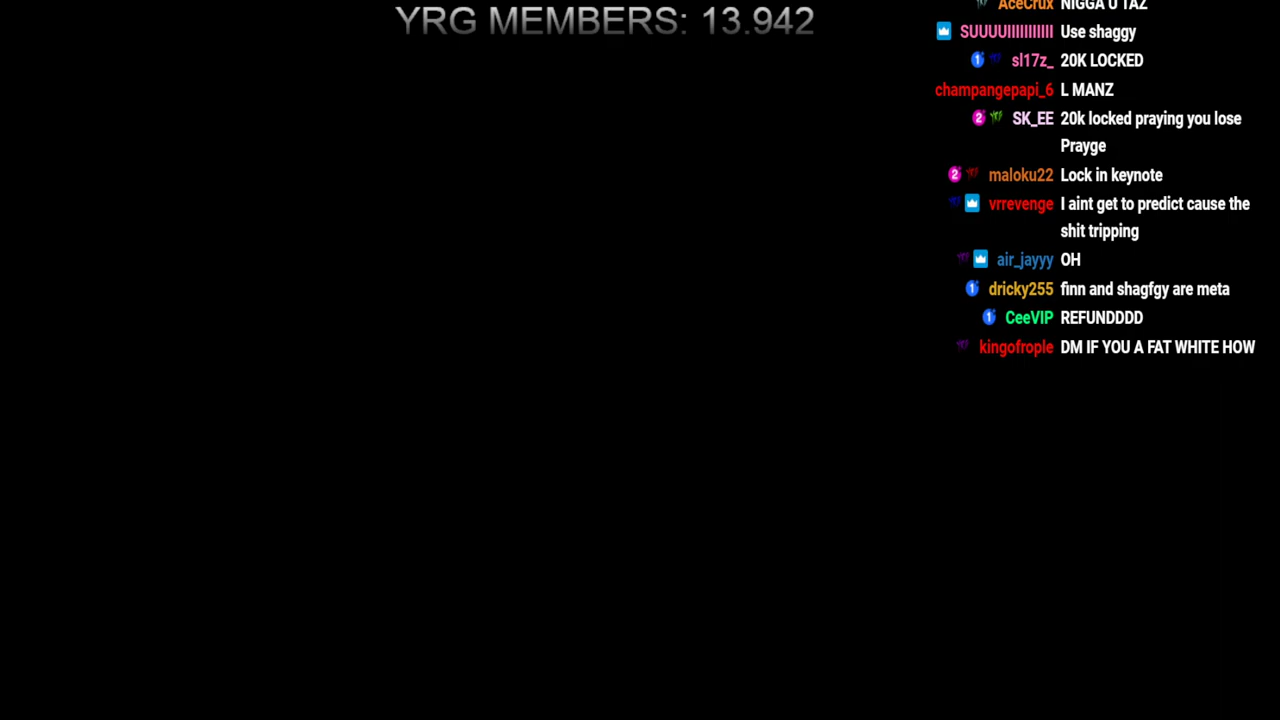 YRG MEMBERS: 13.942
AceCrux NIGGA U TAZ
SUUUUIIIIIIIIIII Use shaggy
sl17z_ 20K LOCKED
champangepapi_6 L MANZ
SK_EE 20k locked praying you lose
Prayge
maloku22 Lock in keynote
vrrevenge I aint get to predict cause the
shit tripping
air_jayyy OH
dricky255 finn and shagfgy are meta
CeeVIP REFUNDDDD
kingofrople DM IF YOU A FAT WHITE HOW